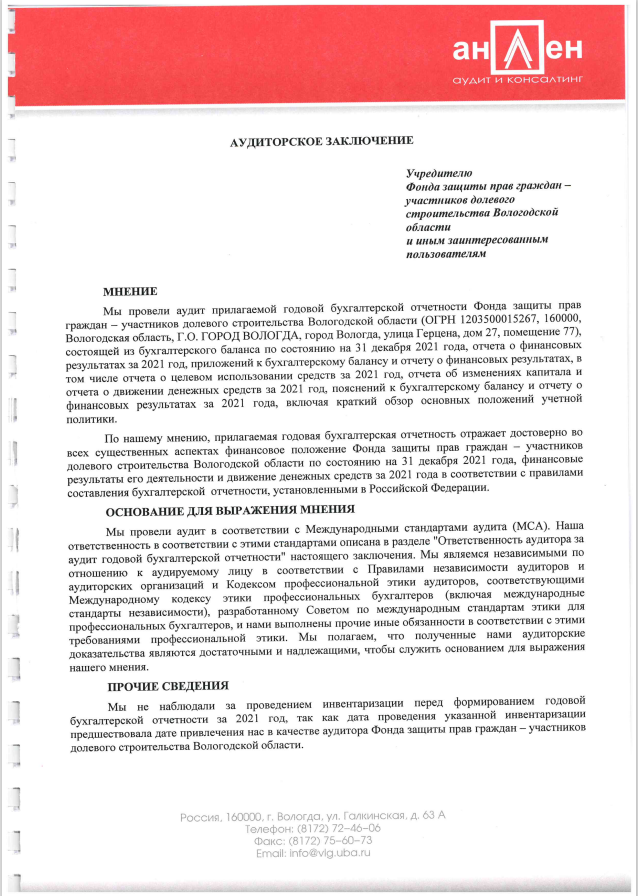 ан Л ен
аудит и консалтинг
АУДИТОРСКОЕ ЗАКЛЮЧЕНИЕ
Учредителю
Фонда защиты прав граждан –
участников долевого
строительства Вологодской
области
и иным заинтересованным
пользователям
МНЕНИЕ
Мы провели аудит прилагаемой годовой бухгалтерской отчетности Фонда защиты прав
граждан – участников долевого строительства Вологодской области (ОГРН 1203500015267, 160000,
Вологодская область, Г.О. ГОРОД ВОЛОГДА, город Вологда, улица Герцена, дом 27, помещение 77),
состоящей из бухгалтерского баланса по состоянию на 31 декабря 2021 года, отчета о финансовых
результатах за 2021 год, приложений к бухгалтерскому балансу и отчету о финансовых результатах, в
том числе отчета о целевом использовании средств за 2021 год, отчета об изменениях капитала и
отчета о движении денежных средств за 2021 год, пояснений к бухгалтерскому балансу и отчету о
финансовых результатах за 2021 года, включая краткий обзор основных положений учетной
политики.
По нашему мнению, прилагаемая годовая бухгалтерская отчетность отражает достоверно во
всех существенных аспектах финансовое положение Фонда защиты прав граждан – участников
долевого строительства Вологодской области по состоянию на 31 декабря 2021 года, финансовые
результаты его деятельности и движение денежных средств за 2021 года в соответствии с правилами
составления бухгалтерской отчетности, установленными в Российской Федерации.
ОСНОВАНИЕ ДЛЯ ВЫРАЖЕНИЯ МНЕНИЯ
Мы провели аудит в соответствии с Международными стандартами аудита (МСА). Наша
ответственность в соответствии с этими стандартами описана в разделе "Ответственность аудитора за
аудит годовой бухгалтерской отчетности" настоящего заключения. Мы являемся независимыми по
отношению к аудируемому лицу в соответствии с Правилами независимости аудиторов и
аудиторских организаций и Кодексом профессиональной этики аудиторов, соответствующими
Международному кодексу этики профессиональных бухгалтеров (включая международные
стандарты независимости), разработанному Советом по международным стандартам этики для
профессиональных бухгалтеров, и нами выполнены прочие иные обязанности в соответствии с этими
требованиями профессиональной этики. Мы полагаем, что полученные нами аудиторские
доказательства являются достаточными и надлежащими, чтобы служить основанием для выражения
нашего мнения.
ПРОЧИЕ СВЕДЕНИЯ
Мы не наблюдали за проведением инвентаризации перед формированием годовой
бухгалтерской отчетности за 2021 год, так как дата проведения указанной инвентаризации
предшествовала дате привлечения нас в качестве аудитора Фонда защиты прав граждан – участников
долевого строительства Вологодской области.
Россия, 160000, г. Вологда, ул. Галкинская, д. 63 А
Телефон: (8172) 72–46–06
Факс: (8172) 75–60–73
Email: info@vlg.uba.ru